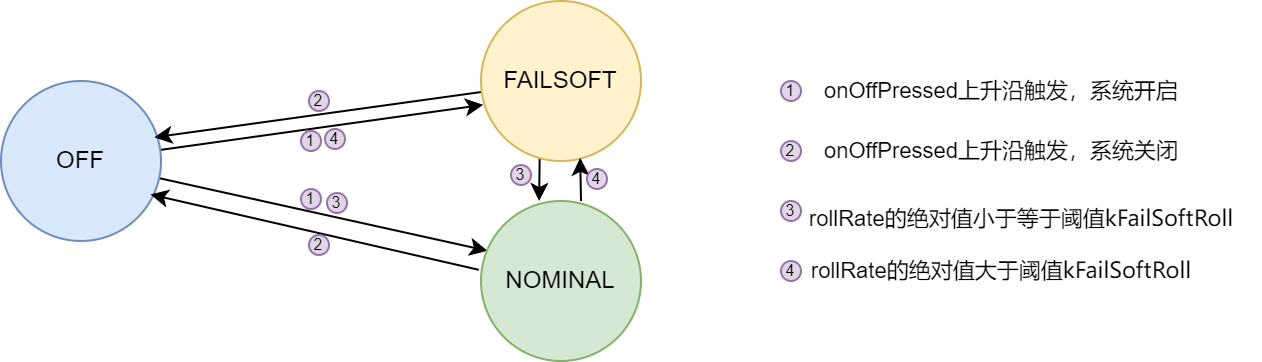 FAILSOFT
OFF
NOMINAL
2
1 4
1 3
2
3
4
1 onOffPressed上升沿触发，系统开启
2 onOffPressed上升沿触发，系统关闭
3 rollRate的绝对值小于等于阈值kFailSoftRoll
4 rollRate的绝对值大于阈值kFailSoftRoll